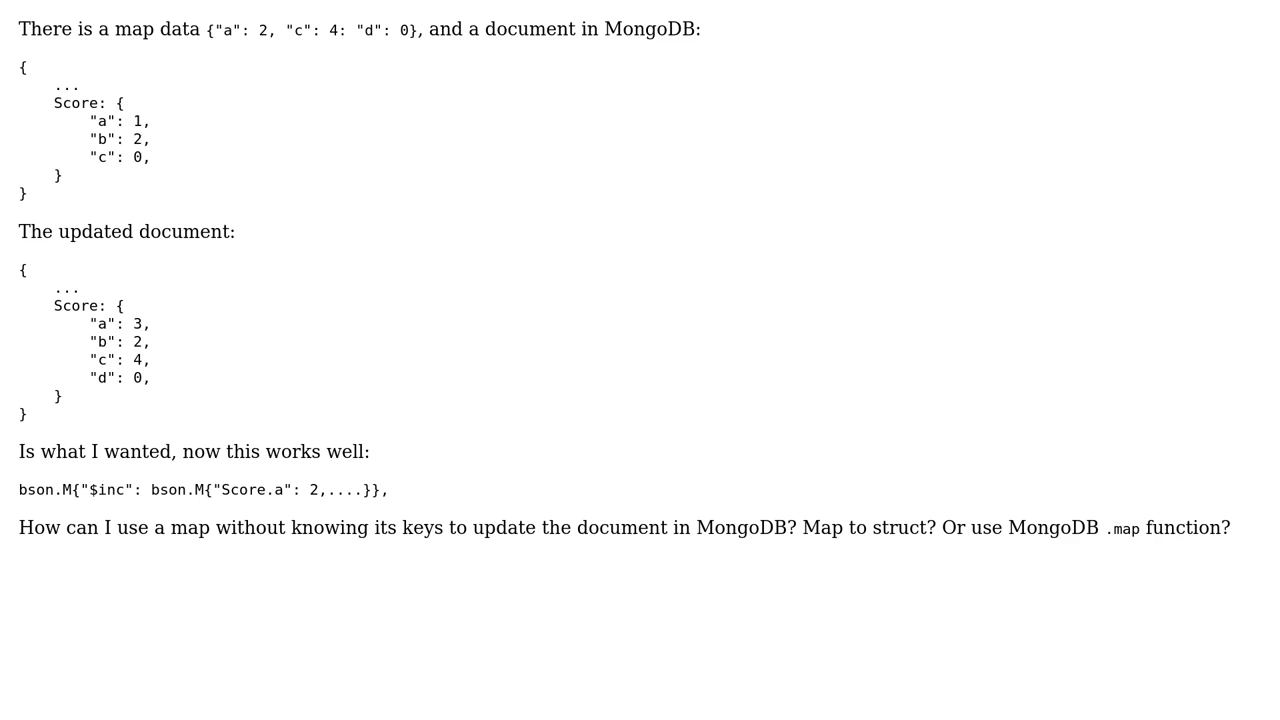 There is a map data {"a": 2, "c": 4: "d": 0}, and a document in MongoDB:
{
    ...
    Score: {
        "a": 1,
        "b": 2,
        "c": 0,
    }
}
The updated document:
{
    ...
    Score: {
        "a": 3,
        "b": 2,
        "c": 4,
        "d": 0,
    }
}
Is what I wanted, now this works well:
bson.M{"$inc": bson.M{"Score.a": 2,....}},
How can I use a map without knowing its keys to update the document in MongoDB? Map to struct? Or use MongoDB .map function?